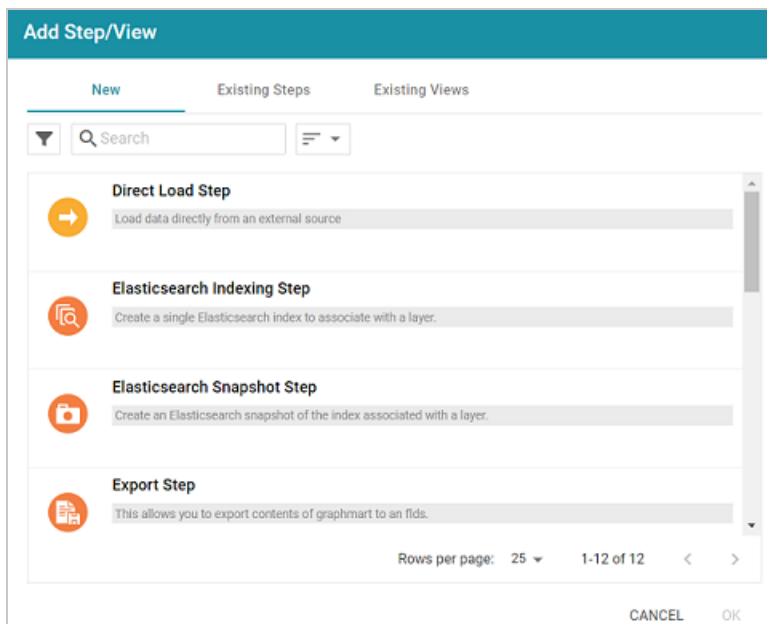 Add Step/View
New Existing Steps Existing Views
Search
Direct Load Step
Load data directly from an external source
Elasticsearch Indexing Step
Create a single Elasticsearch index to associate with a layer.
Elasticsearch Snapshot Step
Create an Elasticsearch snapshot of the index associated with a layer.
Export Step
This allows you to export contents of graphmart to an flds.
Rows per page: 25 1-12 of 12
CANCEL OK